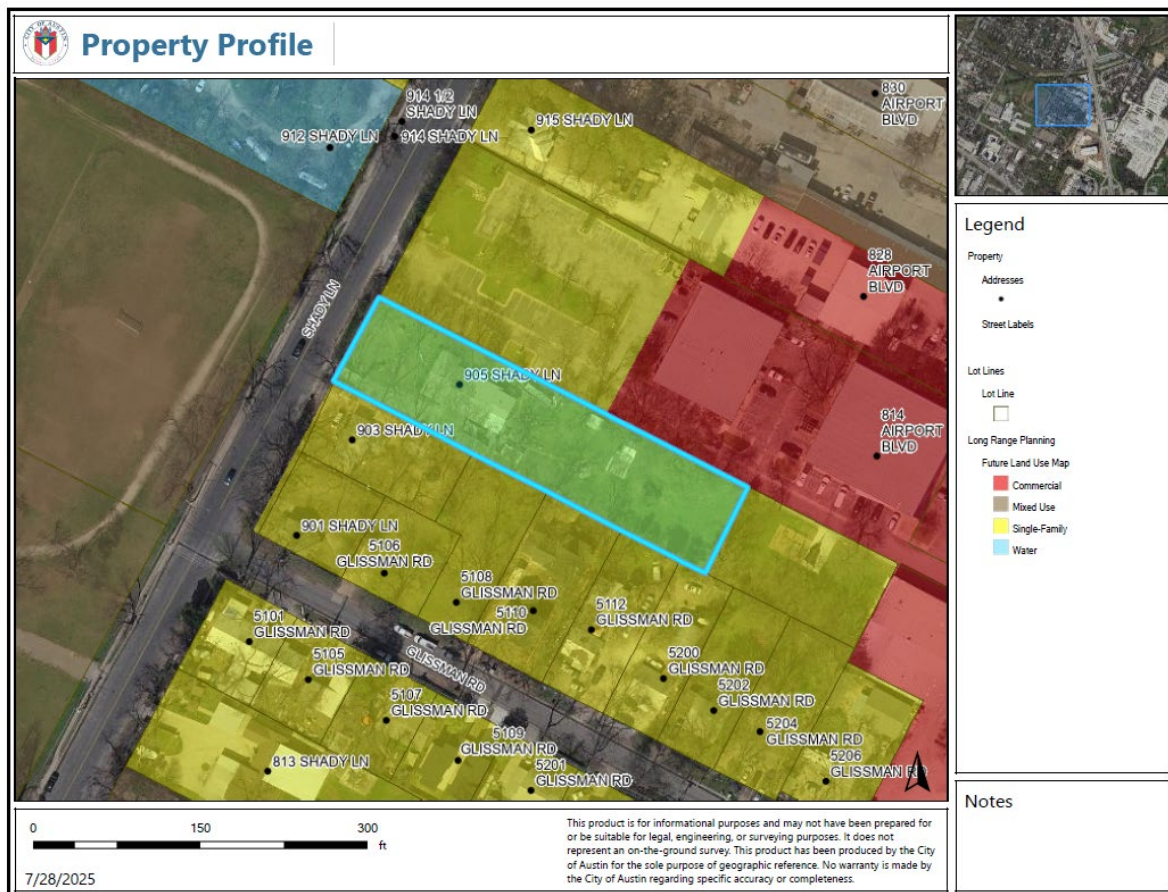 Property Profile
914 1/2
SHADY LN
914 SHADY LN
912 SHADY LN
915 SHADY LN
830
AIRPORT
BLVD
828
AIRPORT
BLVD
SHADY LN
905 SHADY LN
903 SHADY LN
814
AIRPORT
BLVD
901 SHADY LN
5106
GLISSMAN RD
5108
GLISSMAN RD
5110
GLISSMAN RD
5112
GLISSMAN RD
5101
GLISSMAN RD
5105
GLISSMAN RD
GLISSMAN RD
5200
GLISSMAN RD
5202
GLISSMAN RD
5107
GLISSMAN RD
5204
GLISSMAN RD
5109
GLISSMAN RD
813 SHADY LN
5201
GLISSMAN RD
5206
GLISSMAN RD
Legend
Property
Addresses
Street Labels
Lot Lines
Lot Line
Long Range Planning
Future Land Use Map
Commercial
Mixed Use
Single-Family
Water
Notes
0 150 300
ft
7/28/2025
This product is for informational purposes and may not have been prepared for
or be suitable for legal, engineering, or surveying purposes. It does not
represent an on-the-ground survey. This product has been produced by the City
of Austin for the sole purpose of geographic reference. No warranty is made by
the City of Austin regarding specific accuracy or completeness.